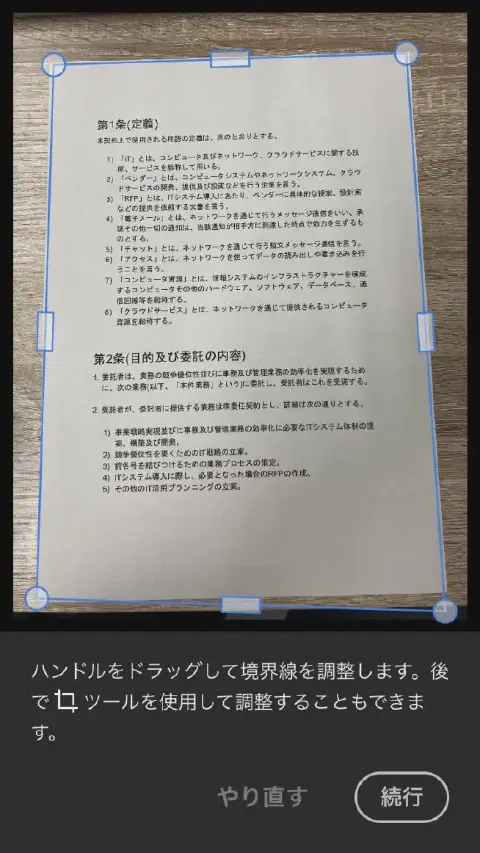 第1条(定義)
本契約上で使用される用語の定義は、次のとおりとする。
1) 「IT」とは、コンピュータ及びネットワーク、クラウドサービスに関する技
術、サービスを総称して用いる。
2) 「ベンダー」とは、コンピュータシステムやネットワークシステム、クラウ
ドサービスの開発、提供及び設置などを行う企業を言う。
3) 「RFP」とは、ITシステム導入にあたり、ベンダーに具体的な提案、設計案
などの提供を依頼する文書を言う。
4) 「電子メール」とは、ネットワークを通じて行うメッセージ通信をいい、承
諾その他一切の通知は、当該通知が相手方に到達した時点で効力を生ずるも
のとする。
5) 「チャット」とは、ネットワークを通じて行う短文メッセージ通信を言う。
6) 「アクセス」とは、ネットワークを使ってデータの読み出しや書き込みを行
うことを言う。
7) 「コンピュータ資源」とは、情報システムのインフラストラクチャーを構成
するコンピュータその他のハードウェア、ソフトウェア、データベース、通
信回線等を総称する。
8) 「クラウドサービス」とは、ネットワークを通じて提供されるコンピュータ
資源を総称する。
第2条(目的及び委託の内容)
1. 委託者は、業務の競争優位性並びに事務及び管理業務の効率化を実現するため
に、次の業務(以下、「本件業務」という)に委託し、受託者はこれを受諾する。
2. 受託者が、委託者に提供する業務は準委任契約とし、詳細は次の通りとする。
1) 事業戦略実現並びに事務及び管理業務の効率化に必要なITシステム体制の提
案、構築及び開発。
2) 競争優位性を築くためのIT戦略の立案。
3) 前各号を結びつけるための業務プロセスの策定。
4) ITシステム導入に際し、必要となった場合のRFPの作成。
5) その他のIT活用プランニングの立案。
ハンドルをドラッグして境界線を調整します。後
で ツールを使用して調整することもできま
す。
やり直す
続行